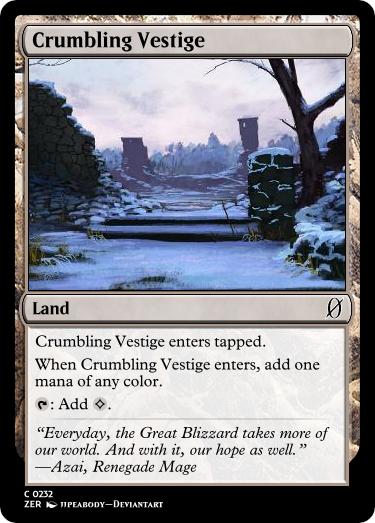 Crumbling Vestige
Land
Crumbling Vestige enters tapped.
When Crumbling Vestige enters, add one
mana of any color.
: Add .
“Everyday, the Great Blizzard takes more of
our world. And with it, our hope as well.”
—Azai, Renegade Mage
C 0232
ZER JJPEABODY—DEVIANTART